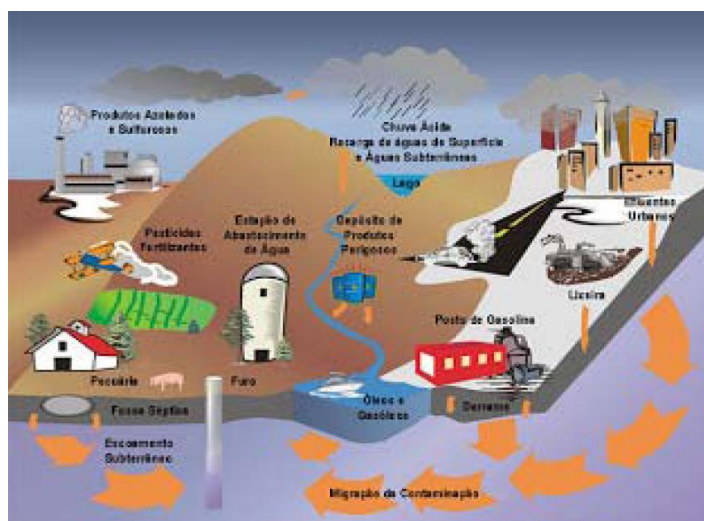 Produtos Azotados
e Sulfurosos
Chuva Ácida
Recarga de águas de Superfície
e Águas Subterrâneas
Lago
Efluentes
Urbanos
Pesticidas
Fertilizantes
Estação de
Abastecimento
de Água
Depósito de
Produtos
Perigosos
Lixeira
Posto de Gasolina
Pecuária
Furo
Fossa Séptica
Óleos e
Gasóleos
Derrame
Escoamento
Subterrâneo
Migração da Contaminação